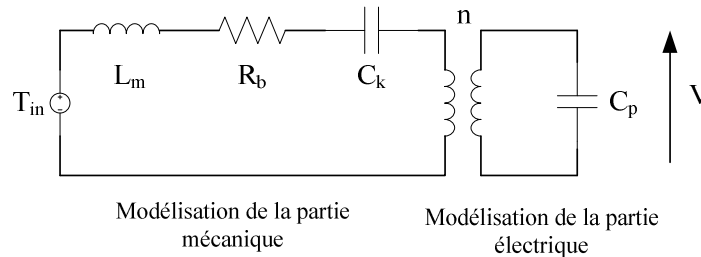 n
L_m
R_b
C_k
T_in
C_p
V
Modélisation de la partie
mécanique
Modélisation de la partie
électrique